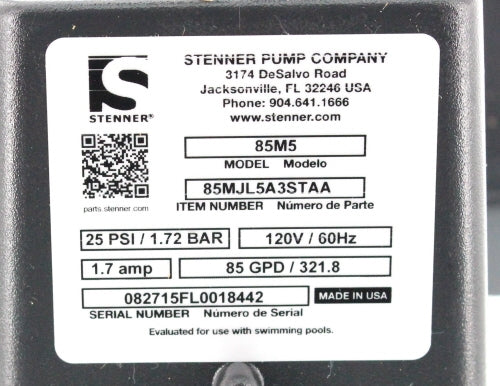 STENNER PUMP COMPANY
3174 DeSalvo Road
Jacksonville, FL 32246 USA
Phone: 904.641.1666
www.stenner.com
S
STENNER®
85M5
MODEL Modelo
85MJL5A3STAA
ITEM NUMBER Número de Parte
parts.stenner.com
25 PSI / 1.72 BAR 120V / 60Hz
1.7 amp 85 GPD / 321.8
082715FL0018442 MADE IN USA
SERIAL NUMBER Número de Serial
Evaluated for use with swimming pools.